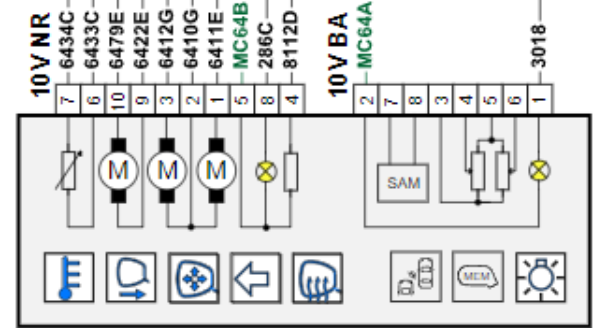 10V NR
6434C
6433C
6479E
6422E
6412G
6410G
6411E
MC64B
286C
8112D
10V BA
MC64A
3018
7 6 10 9 3 2 1 5 8 4
2 7 8 3 4 5 6 1
M M M
SAM
MEM